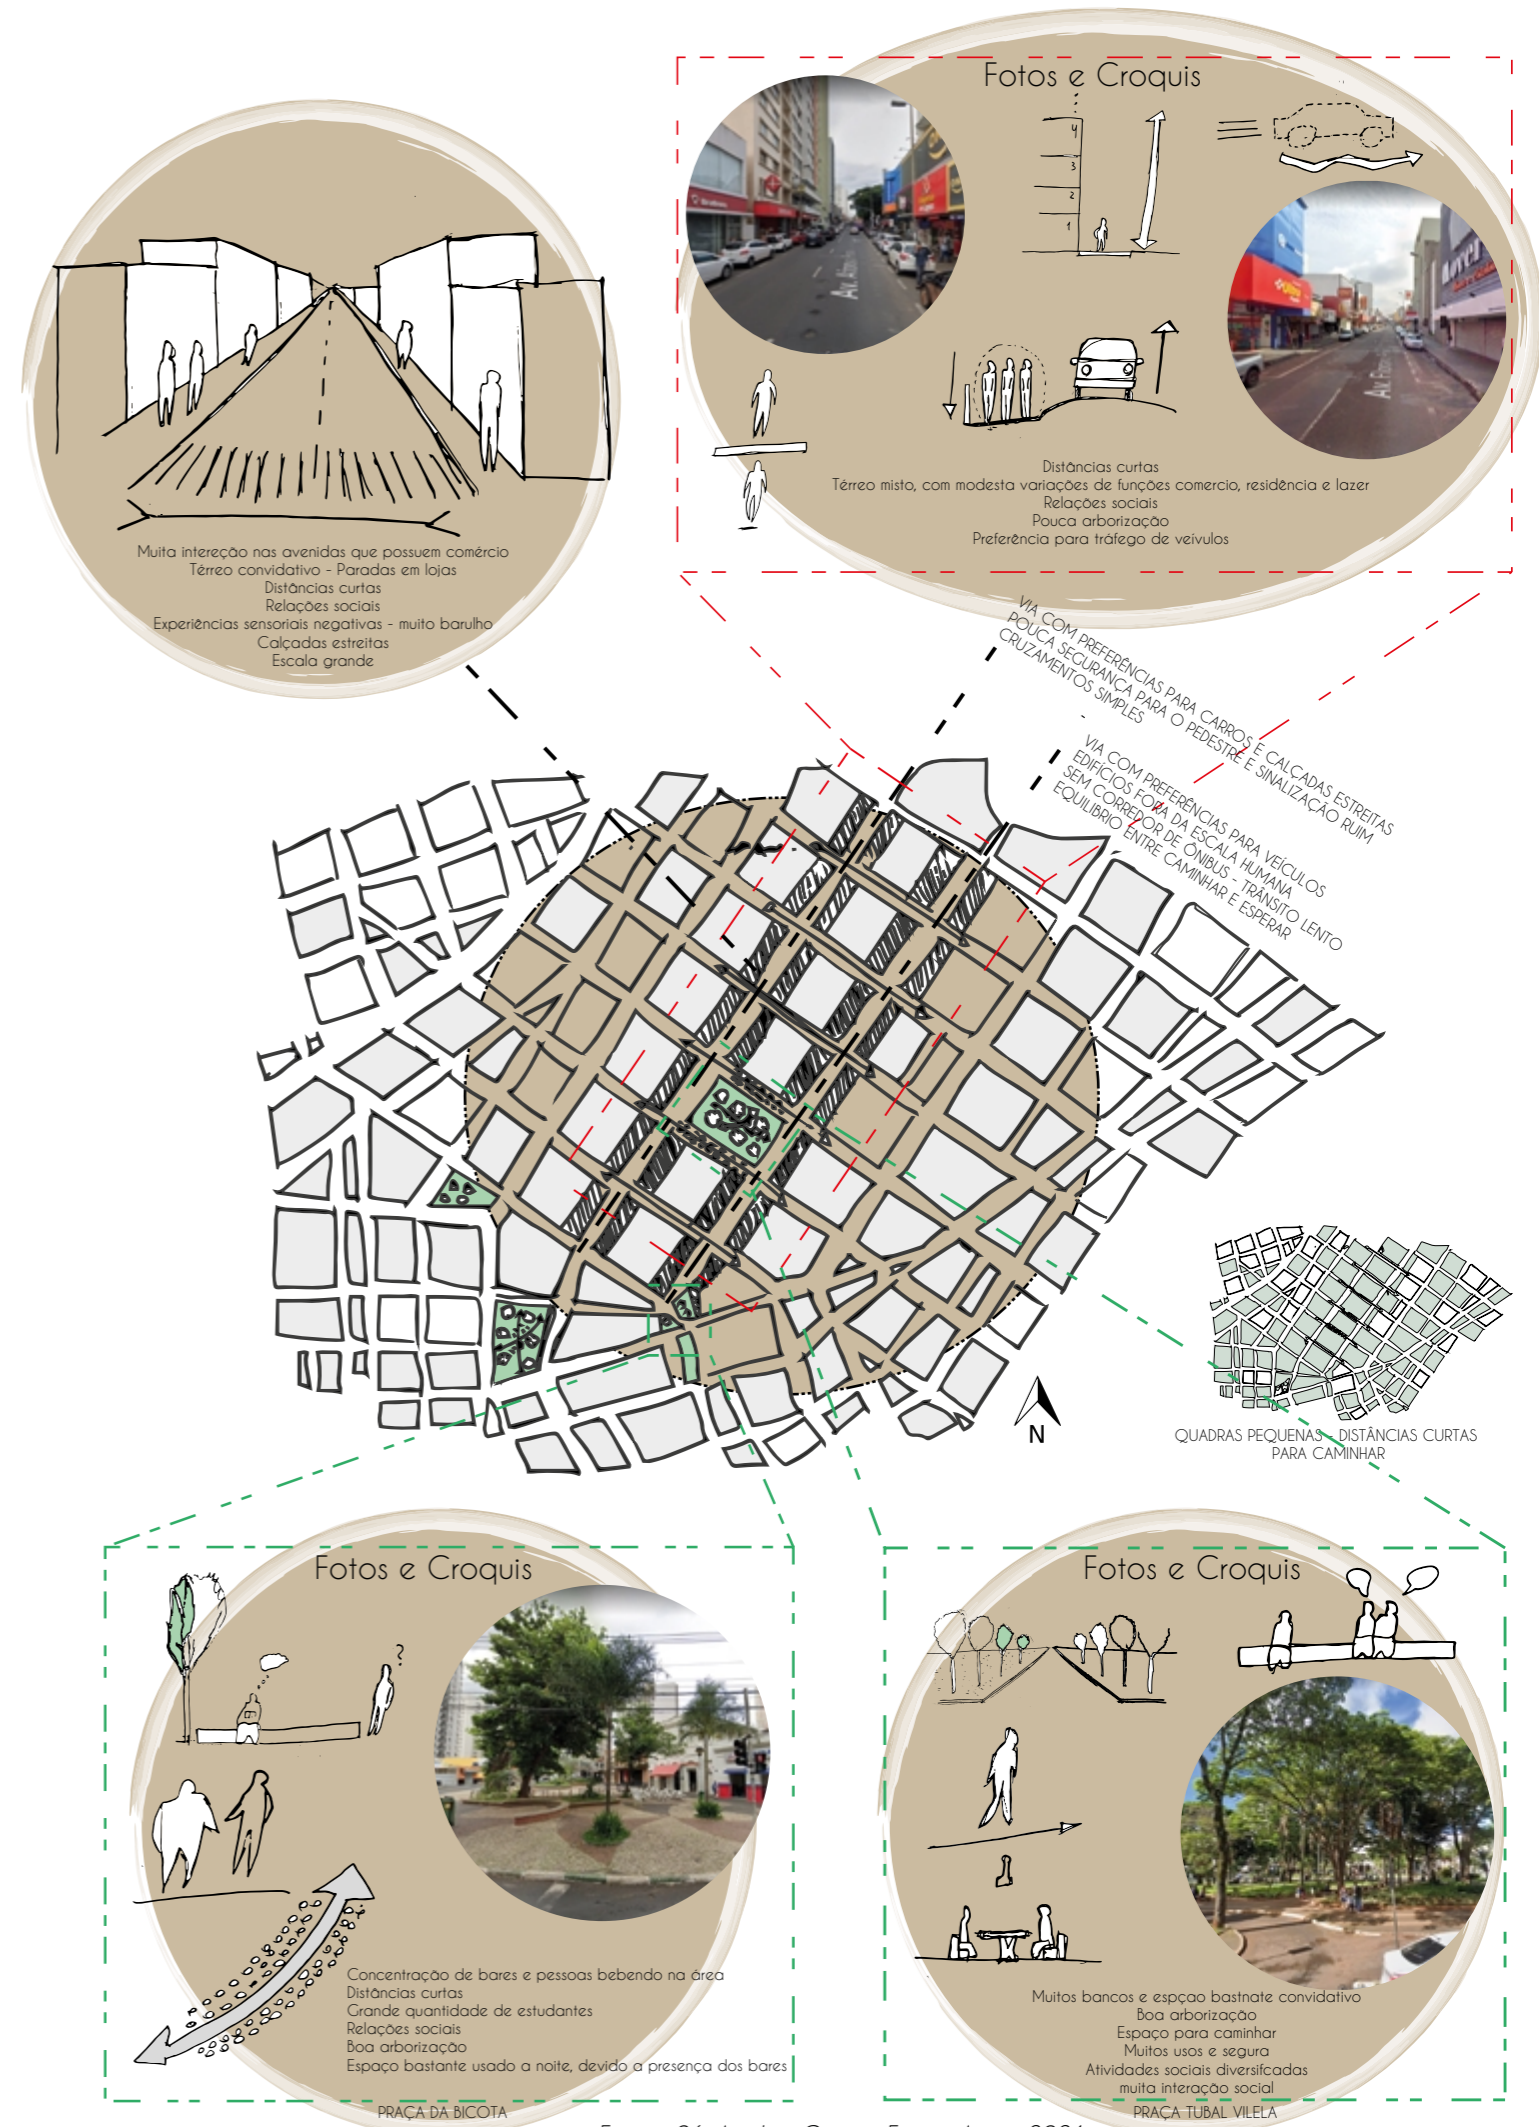 Fotos e Croquis
4
3
2
1
Av. Afonso
Distâncias curtas
Térreo misto, com modesta variações de funções comercio, residência e lazer
Relações sociais
Pouca arborização
Preferência para tráfego de veívulos
Muita intereção nas avenidas que possuem comércio
Térreo convidativo - Paradas em lojas
Distâncias curtas
Relações sociais
Experiências sensoriais negativas - muito barulho
Calçadas estreitas
Escala grande
VIA COM PREFERÊNCIAS PARA CARROS E CALÇADAS ESTREITAS
POUCA SEGURANÇA PARA O PEDESTRE E SINALIZAÇÃO RUIM
CRUZAMENTOS SIMPLES
VIA COM PREFERÊNCIAS PARA VEÍCULOS
EDIFÍCIOS FORA DA ESCALA HUMANA
SEM CORREDOR DE ÔNIBUS - TRÂNSITO LENTO
EQUILIBRIO ENTRE CAMINHAR E ESPERAR
N
QUADRAS PEQUENAS - DISTÂNCIAS CURTAS
PARA CAMINHAR
Fotos e Croquis
?
Concentração de bares e pessoas bebendo na área
Distâncias curtas
Grande quantidade de estudantes
Relações sociais
Boa arborização
Espaço bastante usado a noite, devido a presença dos bares
PRAÇA DA BICOTA
Fotos e Croquis
Muitos bancos e espçao bastnate convidativo
Boa arborização
Espaço para caminhar
Muitos usos e segura
Atividades sociais diversifcadas
muita interação social
PRAÇA TUBAL VILELA